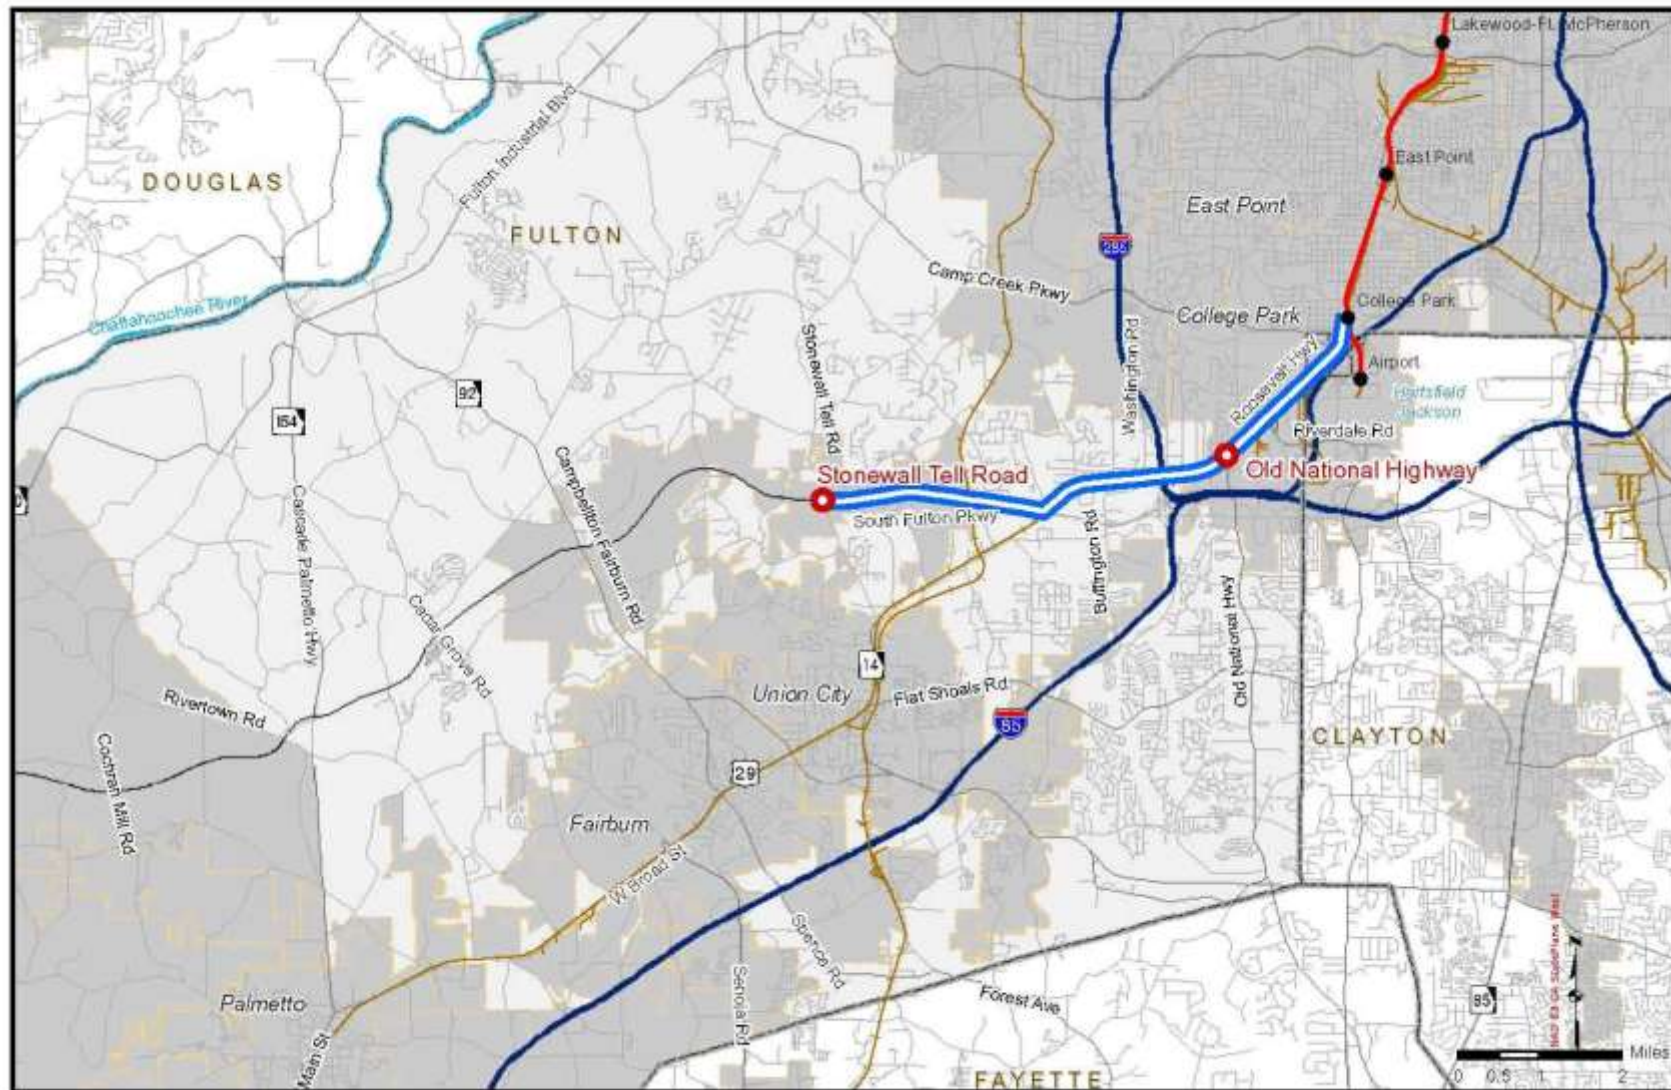 Lakewood-Ft. McPherson
East Point
DOUGLAS
Fulton Industrial Blvd
FULTON
East Point
285
Camp Creek Pkwy
Chattahoochee River
College Park
College Park
Stonewall Tell Rd
Washington Rd
Roosevelt Hwy
Airport
Hartsfield
Jackson
92
154
Riverdale Rd
Stonewall Tell Road
Old National Highway
South Fulton Pkwy
Campbellton Fairburn Rd
Cascade Palmetto Hwy
Buffington Rd
Old National Hwy
Cedar Grove Rd
14
Union City
Flat Shoals Rd
Rivertown Rd
85
CLAYTON
Cochran Mill Rd
29
Fairburn
W Broad St
Spence Rd
Senoia Rd
Forest Ave
Palmetto
Main St
85
Miles
0 0.5 1 2
FAYETTE